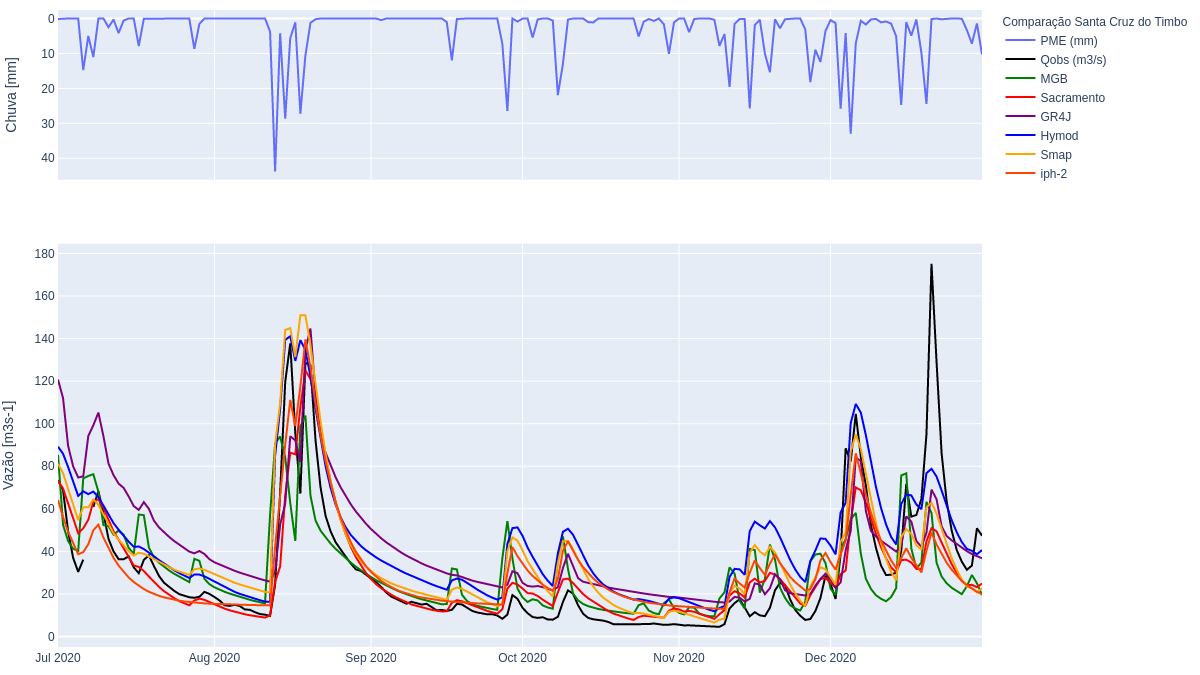 Comparação Santa Cruz do Timbo
PME (mm)
Qobs (m3/s)
MGB
Sacramento
GR4J
Hymod
Smap
iph-2
Chuva [mm]
0
10
20
30
40
Vazão [m3s-1]
180
160
140
120
100
80
60
40
20
0
Jul 2020 Aug 2020 Sep 2020 Oct 2020 Nov 2020 Dec 2020